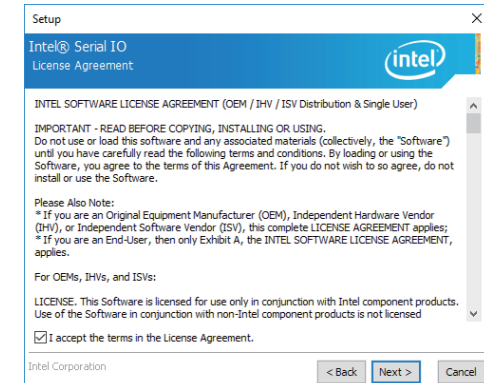 Setup
Intel® Serial IO
License Agreement
intel
INTEL SOFTWARE LICENSE AGREEMENT (OEM / IHV / ISV Distribution & Single User)
IMPORTANT - READ BEFORE COPYING, INSTALLING OR USING.
Do not use or load this software and any associated materials (collectively, the "Software")
until you have carefully read the following terms and conditions. By loading or using the
Software, you agree to the terms of this Agreement. If you do not wish to so agree, do not
install or use the Software.
Please Also Note:
* If you are an Original Equipment Manufacturer (OEM), Independent Hardware Vendor
(IHV), or Independent Software Vendor (ISV), this complete LICENSE AGREEMENT applies;
* If you are an End-User, then only Exhibit A, the INTEL SOFTWARE LICENSE AGREEMENT,
applies.
For OEMs, IHVs, and ISVs:
LICENSE. This Software is licensed for use only in conjunction with Intel component products.
Use of the Software in conjunction with non-Intel component products is not licensed
I accept the terms in the License Agreement.
Intel Corporation
< Back Next > Cancel